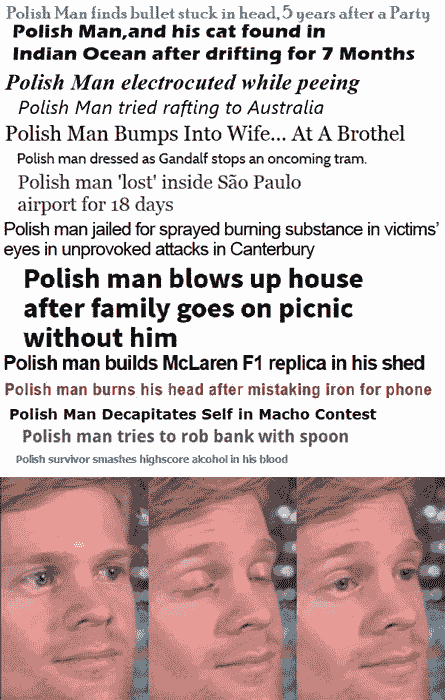 Polish Man finds bullet stuck in head, 5 years after a Party
Polish Man,and his cat found in
Indian Ocean after drifting for 7 Months
Polish Man electrocuted while peeing
Polish Man tried rafting to Australia
Polish Man Bumps Into Wife... At A Brothel
Polish man dressed as Gandalf stops an oncoming tram.
Polish man 'lost' inside São Paulo
airport for 18 days
Polish man jailed for sprayed burning substance in victims'
eyes in unprovoked attacks in Canterbury
Polish man blows up house
after family goes on picnic
without him
Polish man builds McLaren F1 replica in his shed
Polish man burns his head after mistaking iron for phone
Polish Man Decapitates Self in Macho Contest
Polish man tries to rob bank with spoon
Polish survivor smashes highscore alcohol in his blood